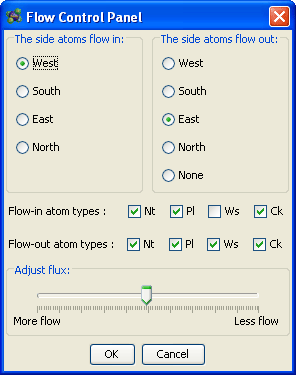 Flow Control Panel
The side atoms flow in:
West
South
East
North
The side atoms flow out:
West
South
East
North
None
Flow-in atom types : Nt Pl Ws Ck
Flow-out atom types : Nt Pl Ws Ck
Adjust flux:
More flow Less flow
OK Cancel